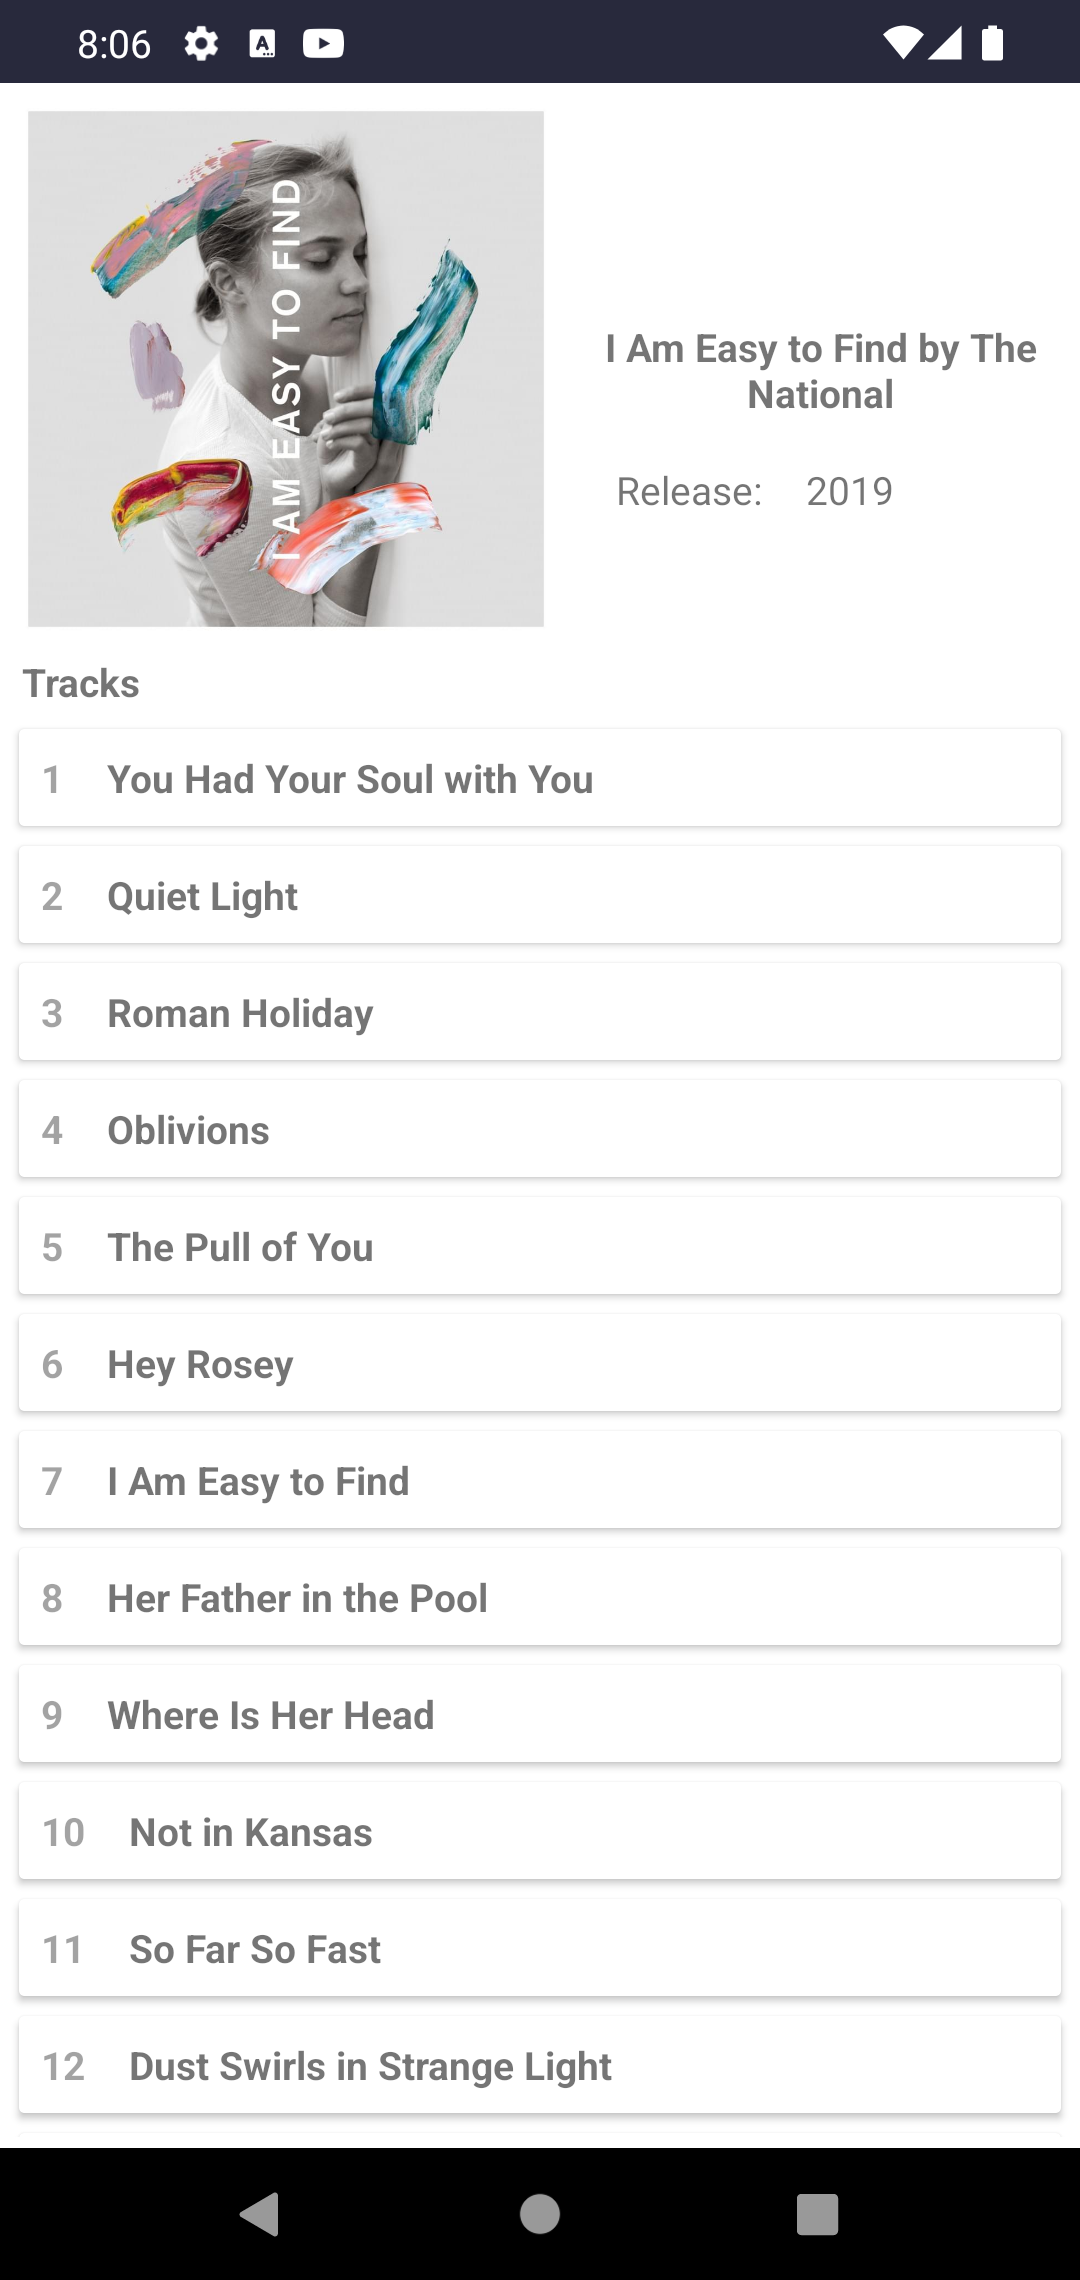 8:06
I AM EASY TO FIND
I Am Easy to Find by The
National
Release: 2019
Tracks
1 You Had Your Soul with You
2 Quiet Light
3 Roman Holiday
4 Oblivions
5 The Pull of You
6 Hey Rosey
7 I Am Easy to Find
8 Her Father in the Pool
9 Where Is Her Head
10 Not in Kansas
11 So Far So Fast
12 Dust Swirls in Strange Light